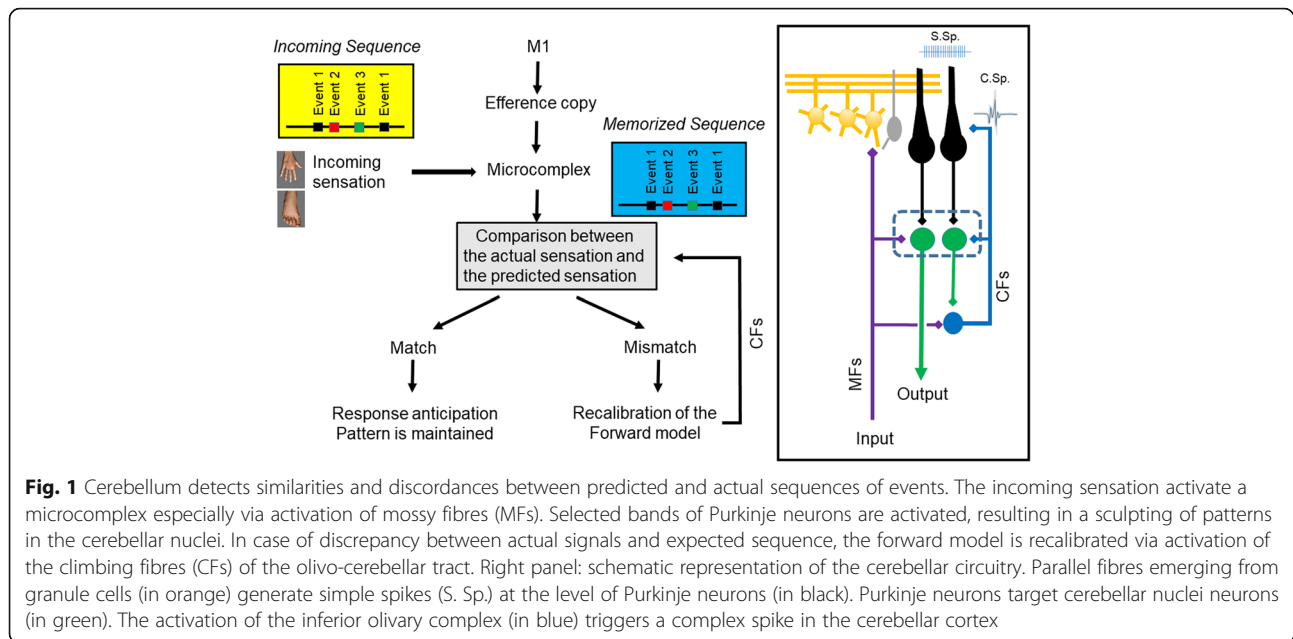 Incoming Sequence
Event 1
Event 2
Event 3
Event 1
Incoming
sensation
M1
Efference copy
Microcomplex
Memorized Sequence
Event 1
Event 2
Event 3
Event 1
Comparison between
the actual sensation and
the predicted sensation
Match
Mismatch
CFs
Response anticipation
Pattern is maintained
Recalibration of the
Forward model
S.Sp.
C.Sp.
CFs
MFs
Output
Input
Fig. 1 Cerebellum detects similarities and discordances between predicted and actual sequences of events. The incoming sensation activate a
microcomplex especially via activation of mossy fibres (MFs). Selected bands of Purkinje neurons are activated, resulting in a sculpting of patterns
in the cerebellar nuclei. In case of discrepancy between actual signals and expected sequence, the forward model is recalibrated via activation of
the climbing fibres (CFs) of the olivo-cerebellar tract. Right panel: schematic representation of the cerebellar circuitry. Parallel fibres emerging from
granule cells (in orange) generate simple spikes (S. Sp.) at the level of Purkinje neurons (in black). Purkinje neurons target cerebellar nuclei neurons
(in green). The activation of the inferior olivary complex (in blue) triggers a complex spike in the cerebellar cortex